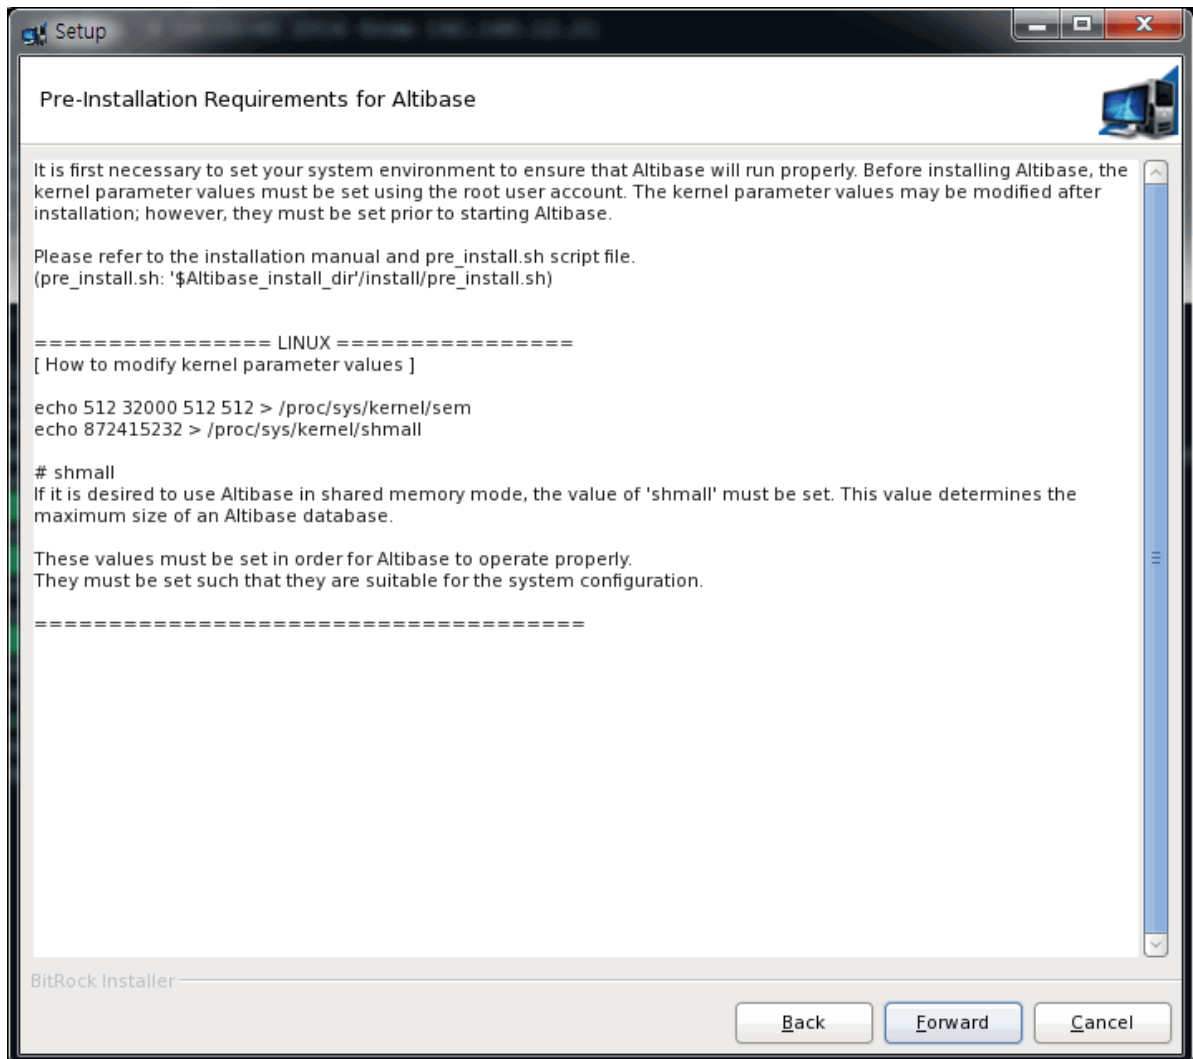 Setup
Pre-Installation Requirements for Altibase
It is first necessary to set your system environment to ensure that Altibase will run properly. Before installing Altibase, the
kernel parameter values must be set using the root user account. The kernel parameter values may be modified after
installation; however, they must be set prior to starting Altibase.
Please refer to the installation manual and pre_install.sh script file.
(pre_install.sh: '$Altibase_install_dir'/install/pre_install.sh)
================ LINUX ================
[ How to modify kernel parameter values ]
echo 512 32000 512 512 > /proc/sys/kernel/sem
echo 872415232 > /proc/sys/kernel/shmall
# shmall
If it is desired to use Altibase in shared memory mode, the value of 'shmall' must be set. This value determines the
maximum size of an Altibase database.
These values must be set in order for Altibase to operate properly.
They must be set such that they are suitable for the system configuration.
=====================================
BitRock Installer
Back
Forward
Cancel